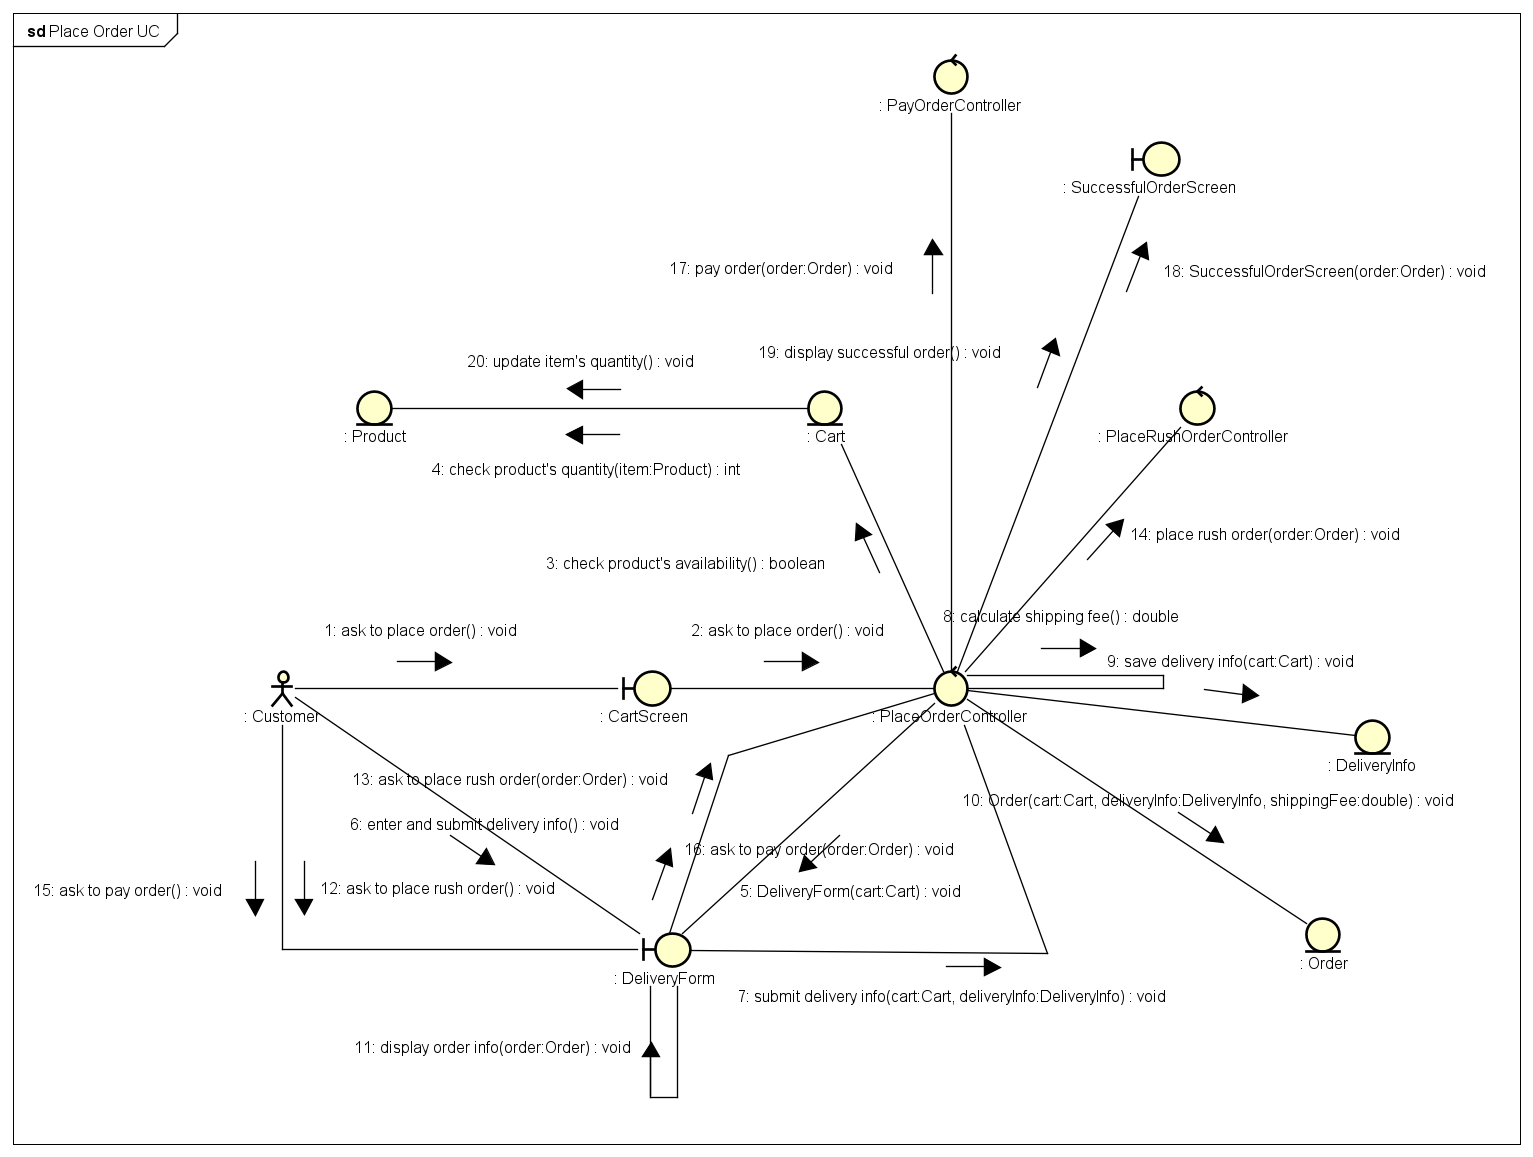 sd Place Order UC
: PayOrderController
: SuccessfulOrderScreen
17: pay order(order:Order) : void
18: SuccessfulOrderScreen(order:Order) : void
19: display successful order() : void
20: update item's quantity() : void
: Product
: Cart
: PlaceRushOrderController
4: check product's quantity(item:Product) : int
14: place rush order(order:Order) : void
3: check product's availability() : boolean
8: calculate shipping fee() : double
1: ask to place order() : void
2: ask to place order() : void
9: save delivery info(cart:Cart) : void
: Customer
: CartScreen
: PlaceOrderController
: DeliveryInfo
13: ask to place rush order(order:Order) : void
10: Order(cart:Cart, deliveryInfo:DeliveryInfo, shippingFee:double) : void
6: enter and submit delivery info() : void
16: ask to pay order(order:Order) : void
15: ask to pay order() : void
12: ask to place rush order() : void
5: DeliveryForm(cart:Cart) : void
: Order
: DeliveryForm
7: submit delivery info(cart:Cart, deliveryInfo:DeliveryInfo) : void
11: display order info(order:Order) : void